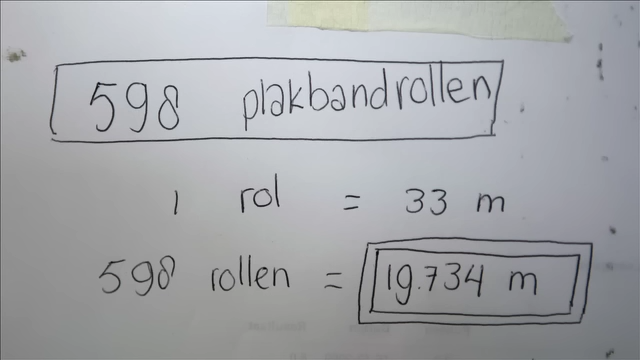 598 plakbandrollen
1 rol = 33 m
598 rollen = 19.734 m